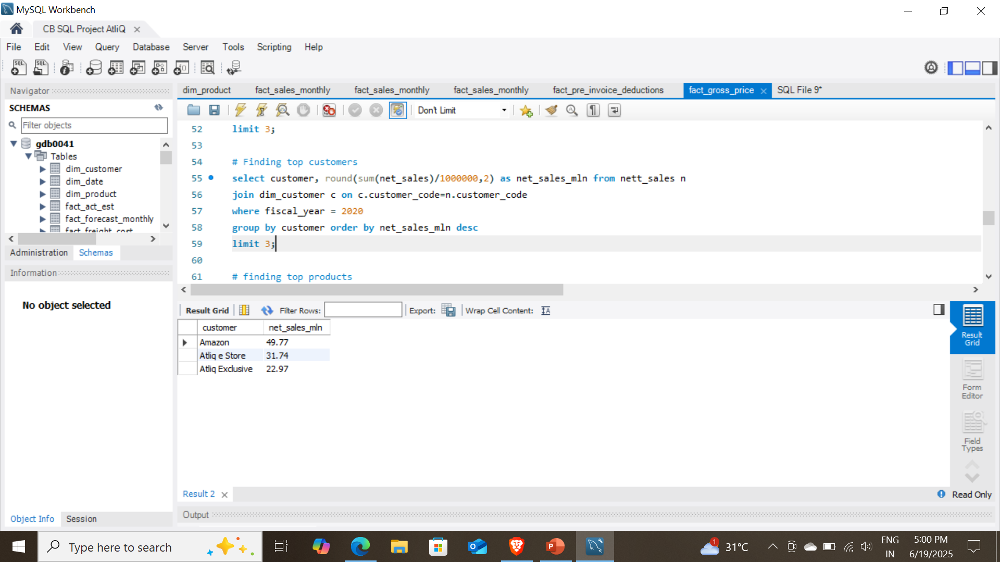 MySQL Workbench
CB SQL Project AtliQ
File Edit View Query Database Server Tools Scripting Help
Navigator
SCHEMAS
Filter objects
gdb0041
Tables
dim_customer
dim_date
dim_product
fact_act_est
fact_forecast_monthly
fact_freight_cost
Administration Schemas
Information
No object selected
Object Info Session
dim_product fact_sales_monthly fact_sales_monthly fact_sales_monthly fact_pre_invoice_deductions fact_gross_price SQL File 9*
Don't Limit
52 limit 3;
53
54 # Finding top customers
55 select customer, round(sum(net_sales)/1000000,2) as net_sales_mln from nett_sales n
56 join dim_customer c on c.customer_code=n.customer_code
57 where fiscal_year = 2020
58 group by customer order by net_sales_mln desc
59 limit 3;
60
61 # finding top products
Result Grid Filter Rows: Export: Wrap Cell Content:
customer net_sales_mln
Amazon 49.77
Atliq e Store 31.74
Atliq Exclusive 22.97
Result
Grid
Form
Editor
Field
Types
Result 2
Read Only
Output
Type here to search
1
31°C
ENG
IN
5:00 PM
6/19/2025